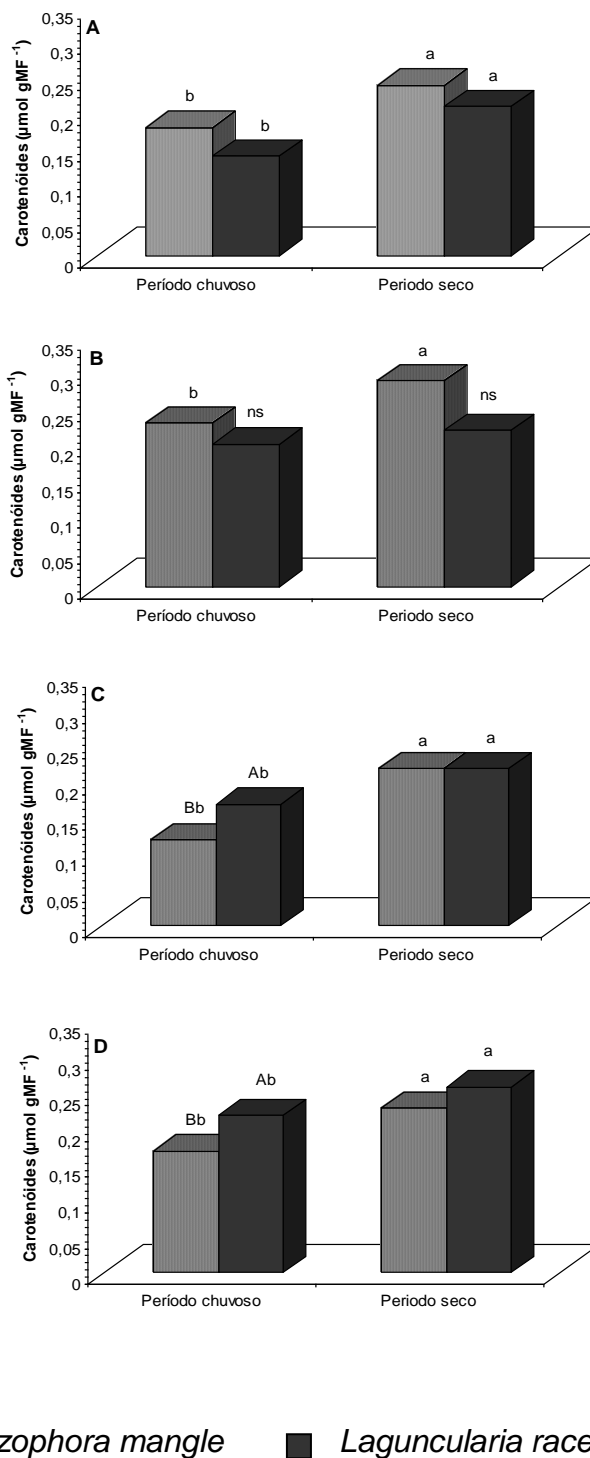 A
Carotenóides (µmol gMF -1)
0,35
0,3
0,25
0,2
0,15
0,1
0,05
0
b
b
a
a
Período chuvoso
Periodo seco
B
Carotenóides (µmol gMF -1)
0,35
0,3
0,25
0,2
0,15
0,1
0,05
0
b
ns
a
ns
Período chuvoso
Periodo seco
C
Carotenóides (µmol gMF -1)
0,35
0,3
0,25
0,2
0,15
0,1
0,05
0
Bb
Ab
a
a
Período chuvoso
Periodo seco
D
Carotenóides (µmol gMF -1)
0,35
0,3
0,25
0,2
0,15
0,1
0,05
0
Bb
Ab
a
a
Período chuvoso
Periodo seco
zophora mangle Laguncularia race